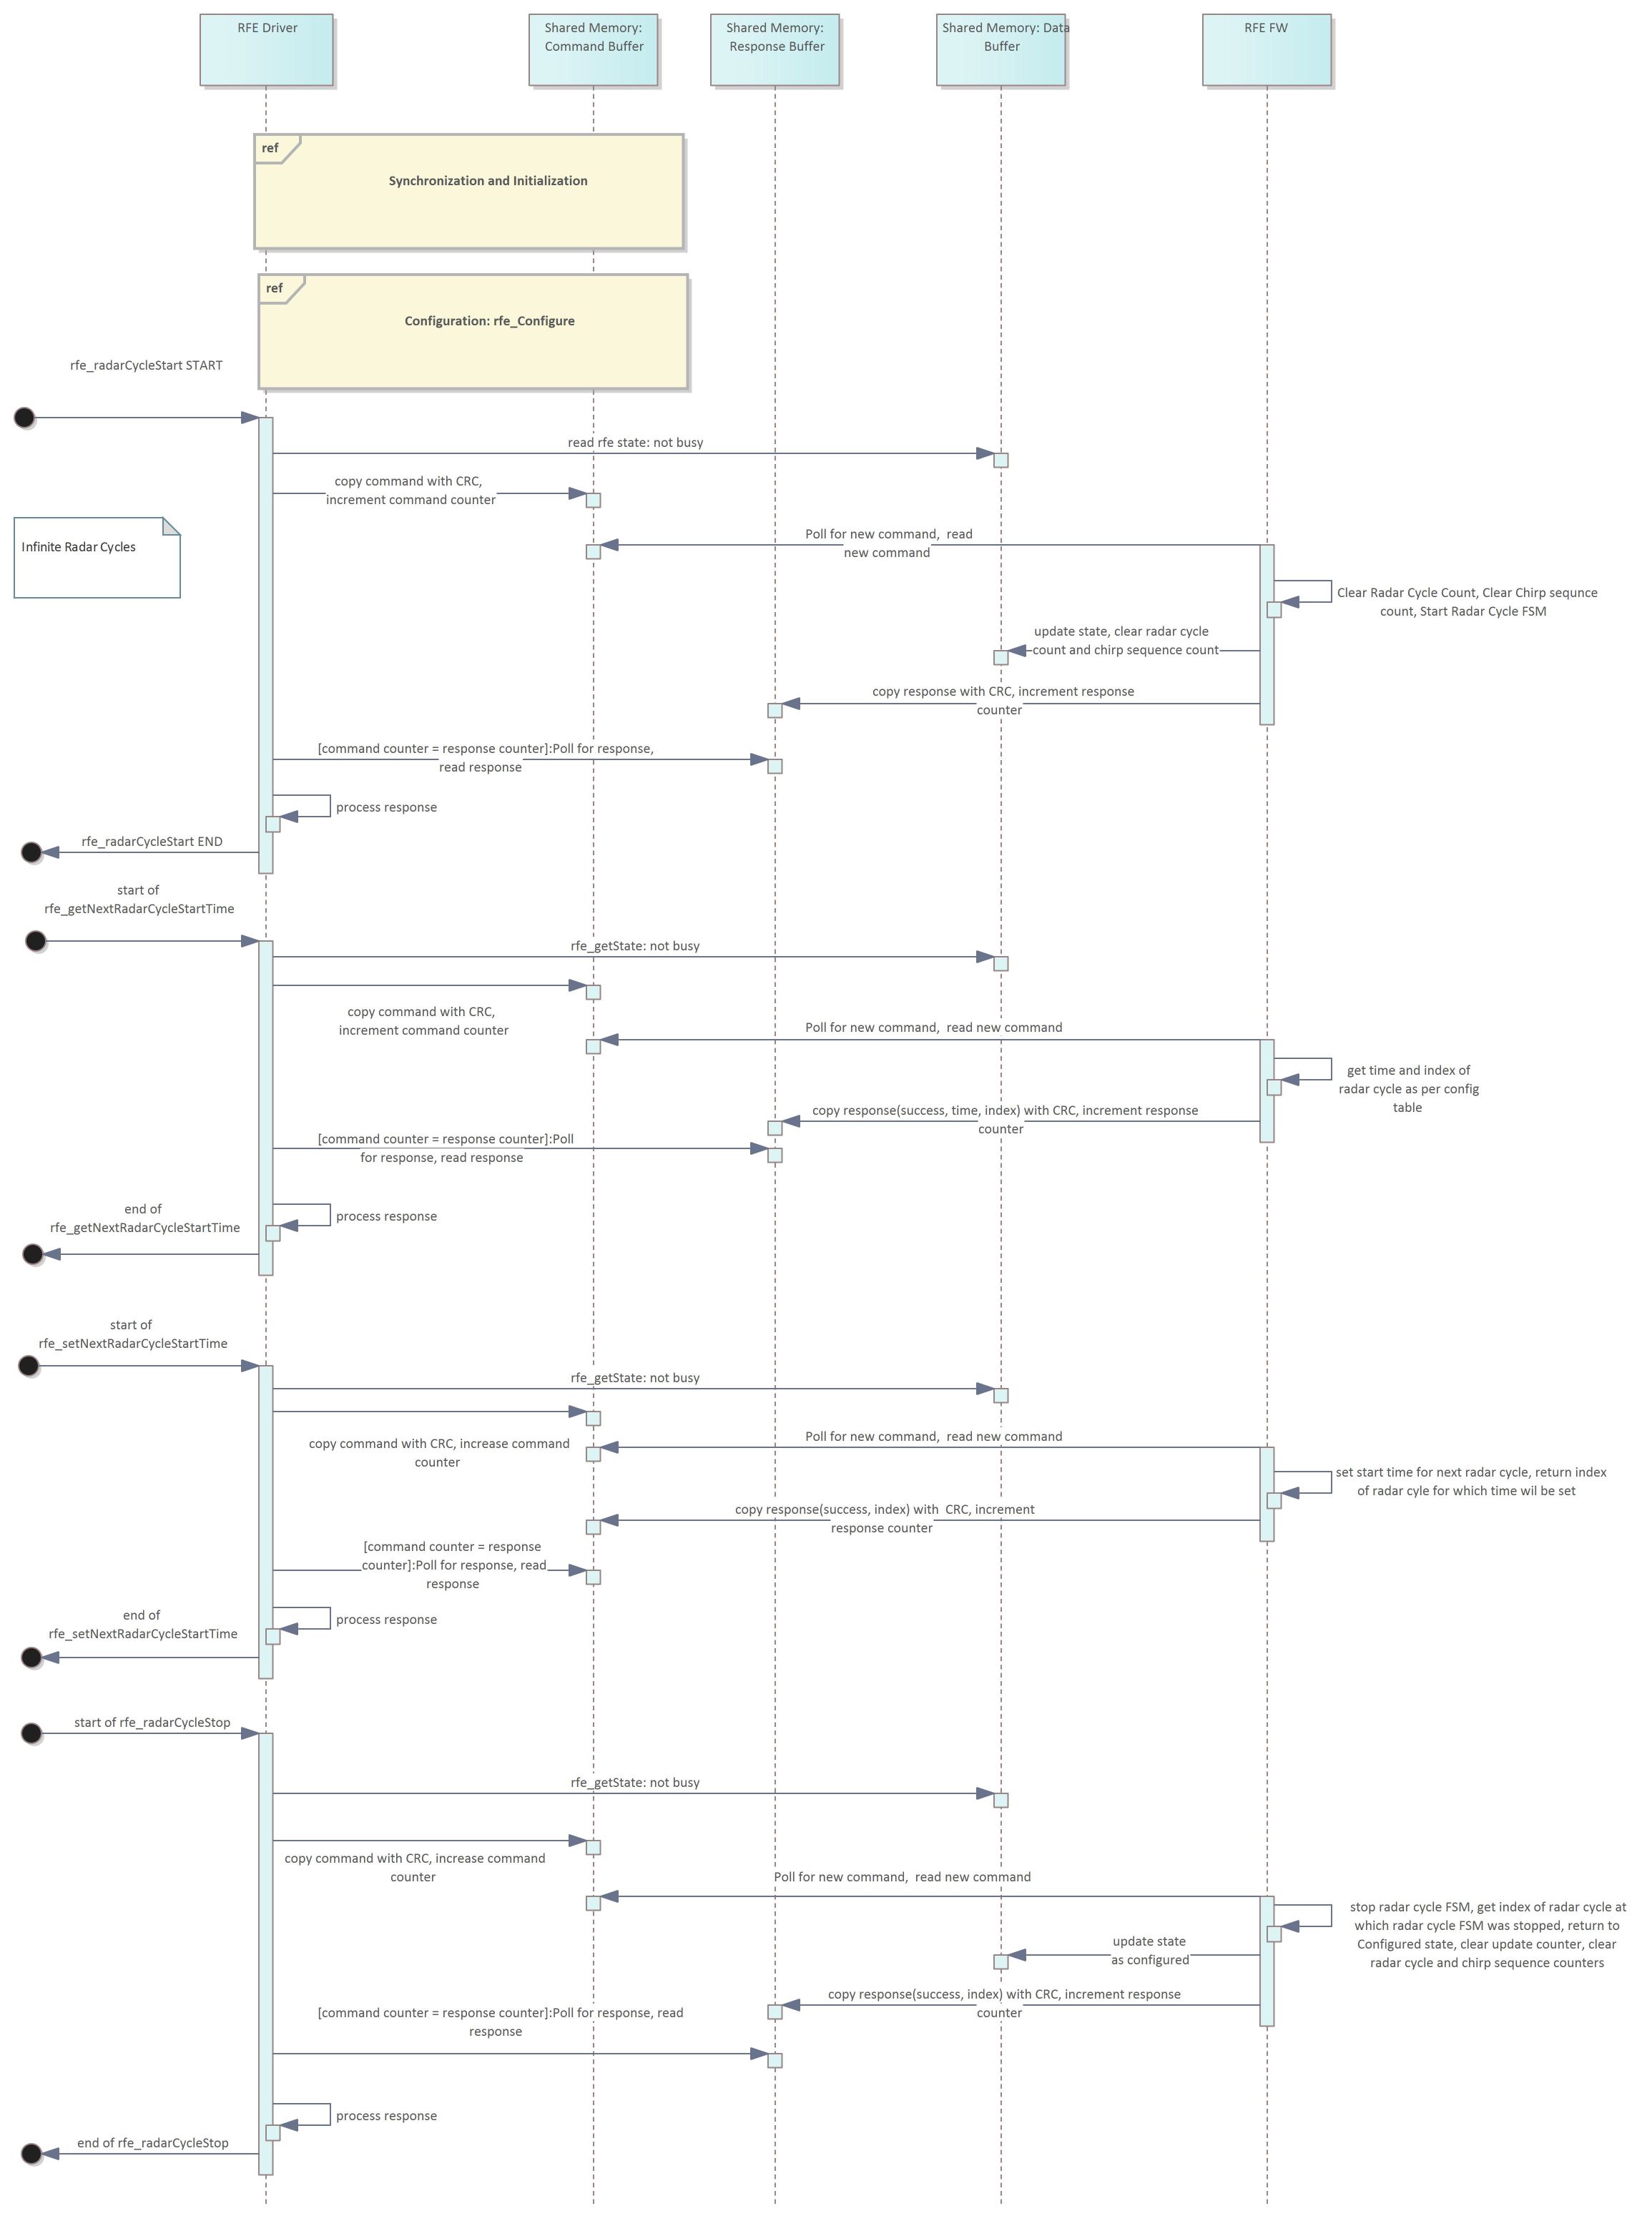 RFE Driver
Shared Memory:
Command Buffer
Shared Memory:
Response Buffer
Shared Memory: Data
Buffer
RFE FW
ref
Synchronization and Initialization
ref
Configuration: rfe_Configure
rfe_radarCycleStart START
read rfe state: not busy
copy command with CRC,
increment command counter
Infinite Radar Cycles
Poll for new command,  read
new command
Clear Radar Cycle Count, Clear Chirp sequnce
count, Start Radar Cycle FSM
update state, clear radar cycle
count and chirp sequence count
copy response with CRC, increment response
counter
[command counter = response counter]:Poll for response,
read response
process response
rfe_radarCycleStart END
start of
rfe_getNextRadarCycleStartTime
rfe_getState: not busy
copy command with CRC,
increment command counter
Poll for new command,  read new command
get time and index of
radar cycle as per config
table
copy response(success, time, index) with CRC, increment response
counter
[command counter = response counter]:Poll
for response, read response
process response
end of
rfe_getNextRadarCycleStartTime
start of
rfe_setNextRadarCycleStartTime
rfe_getState: not busy
copy command with CRC, increase command
counter
Poll for new command,  read new command
set start time for next radar cycle, return index
of radar cyle for which time wil be set
copy response(success, index) with  CRC, increment
response counter
[command counter = response
counter]:Poll for response, read
response
process response
end of
rfe_setNextRadarCycleStartTime
start of rfe_radarCycleStop
rfe_getState: not busy
copy command with CRC, increase command
counter
Poll for new command,  read new command
stop radar cycle FSM, get index of radar cycle at
which radar cycle FSM was stopped, return to
Configured state, clear update counter, clear
radar cycle and chirp sequence counters
update state
as configured
copy response(success, index) with CRC, increment response
counter
[command counter = response counter]:Poll for response, read
response
process response
end of rfe_radarCycleStop